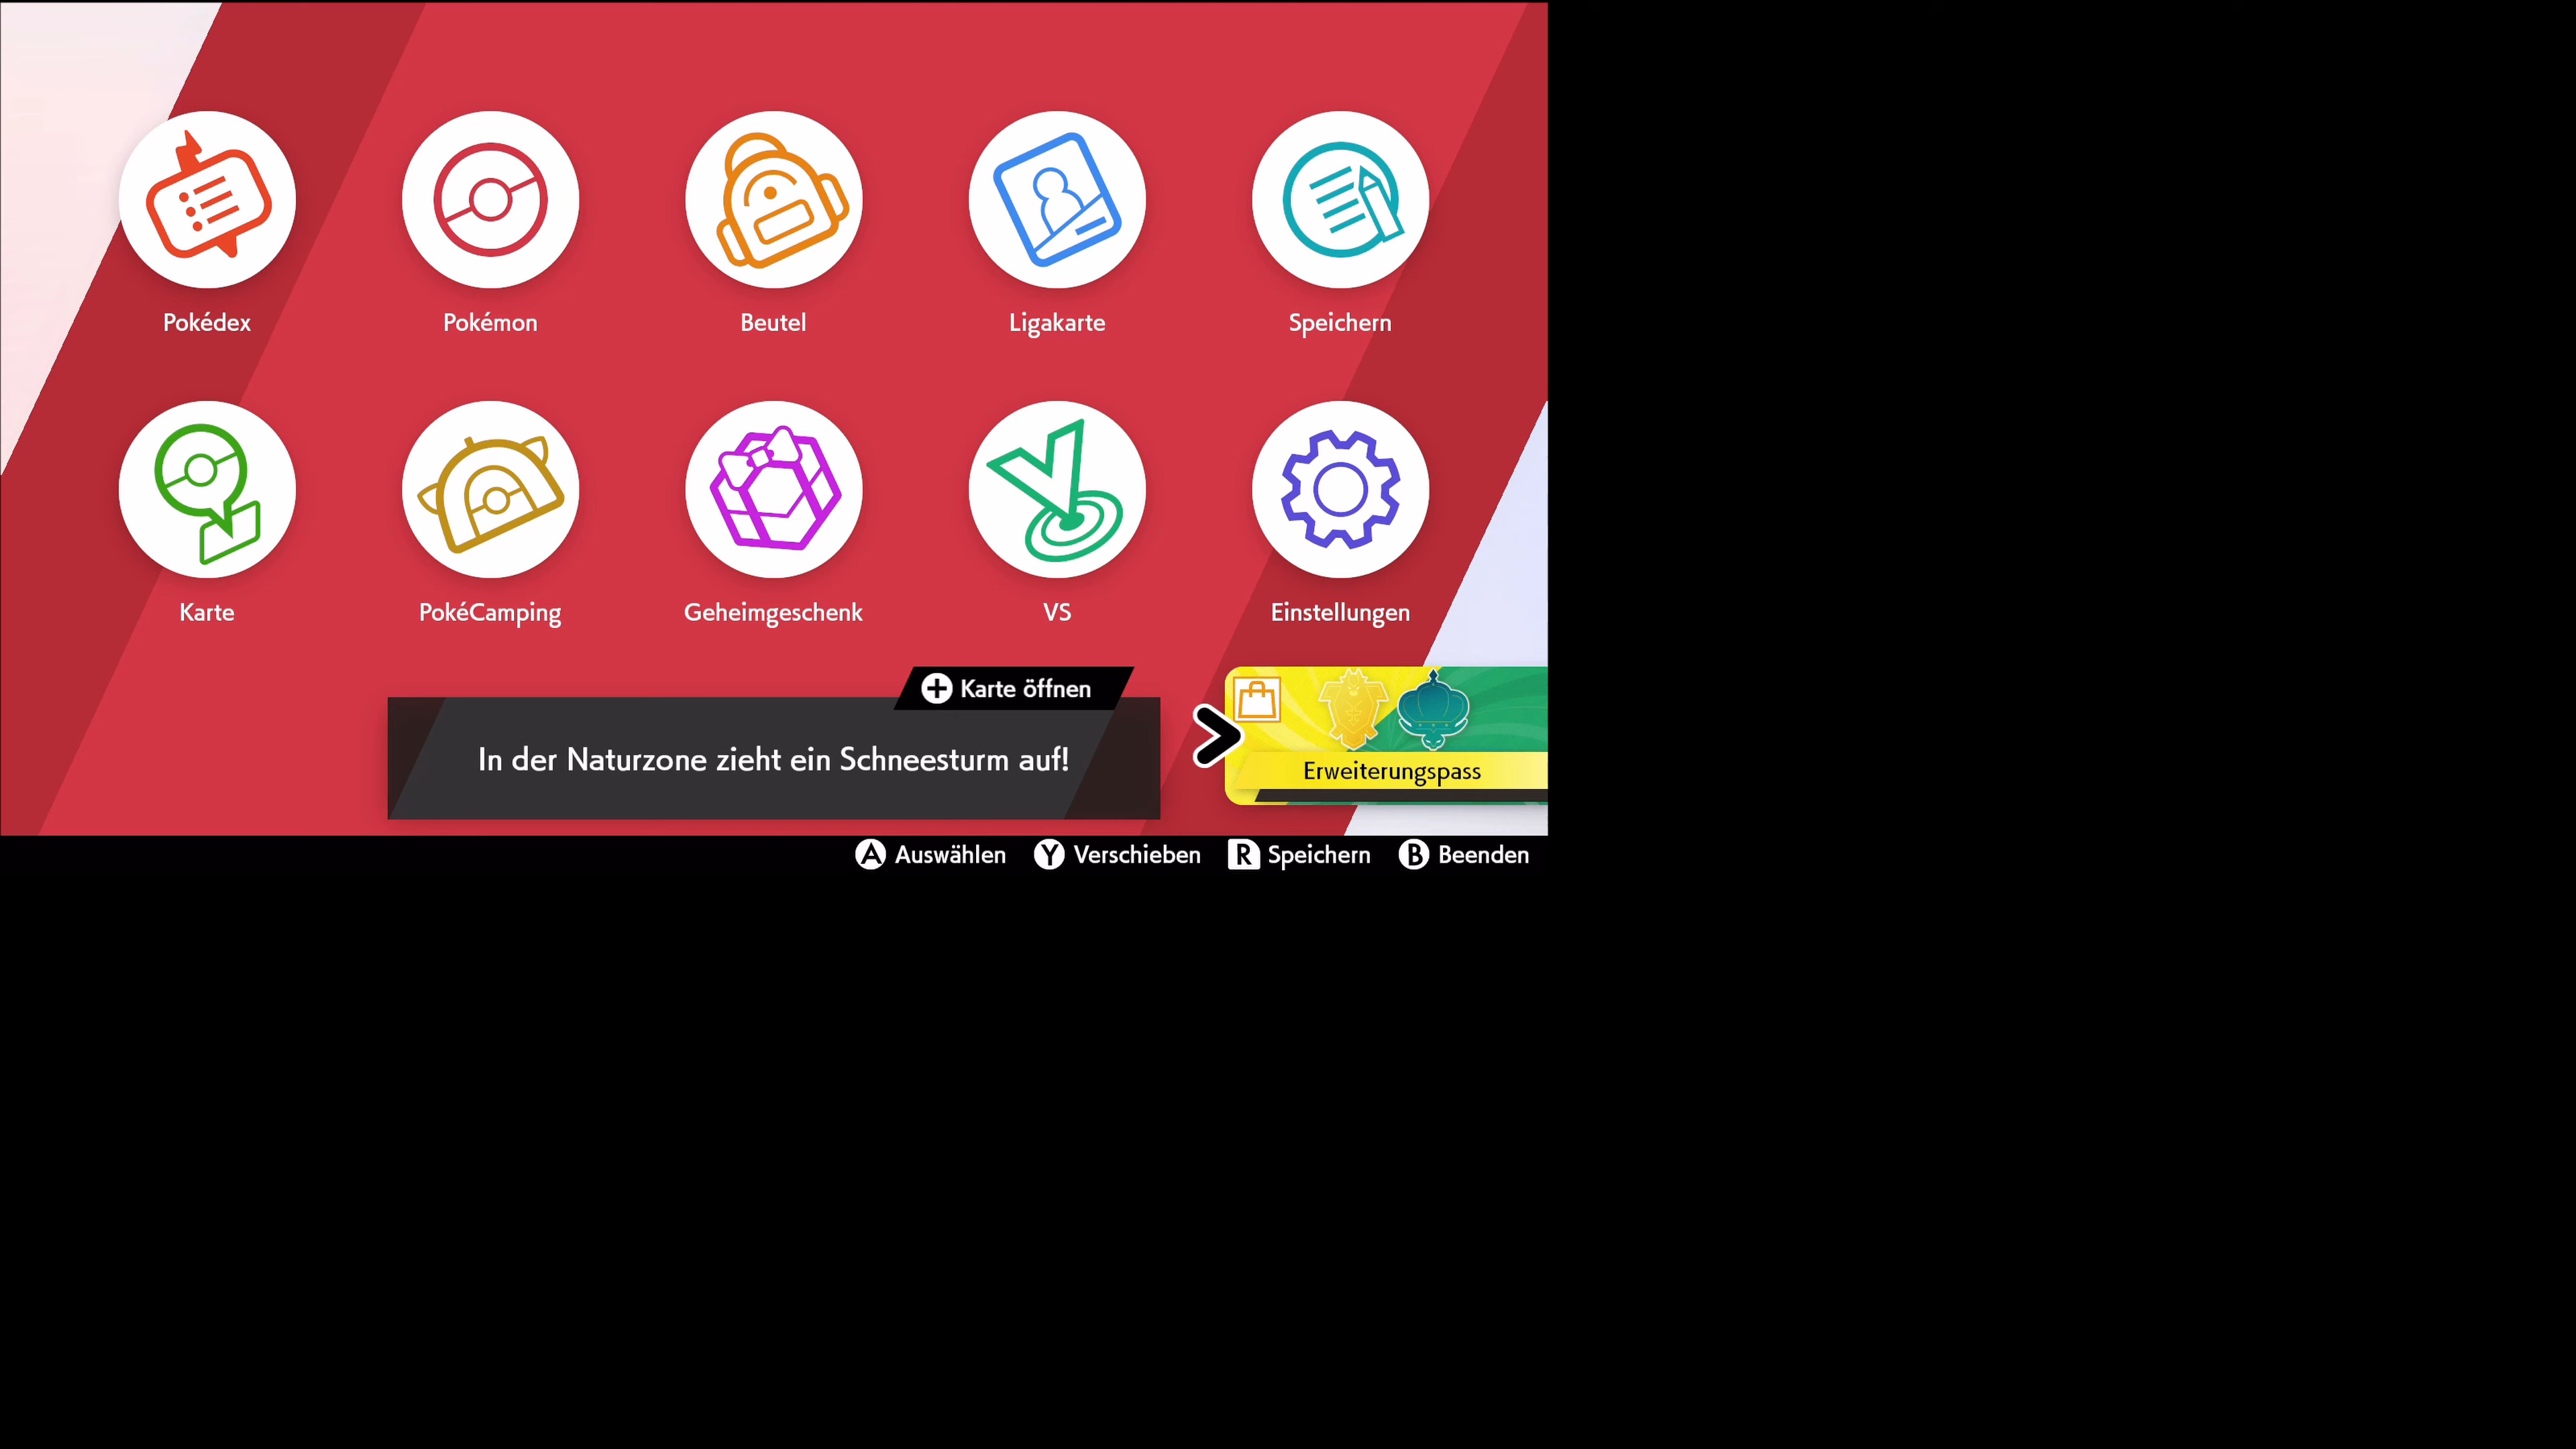 Pokédex
Pokémon
Beutel
Ligakarte
Speichern
Karte
PokéCamping
Geheimgeschenk
VS
Einstellungen
Karte öffnen
In der Naturzone zieht ein Schneesturm auf!
Erweiterungspass
A Auswählen Y Verschieben R Speichern B Beenden